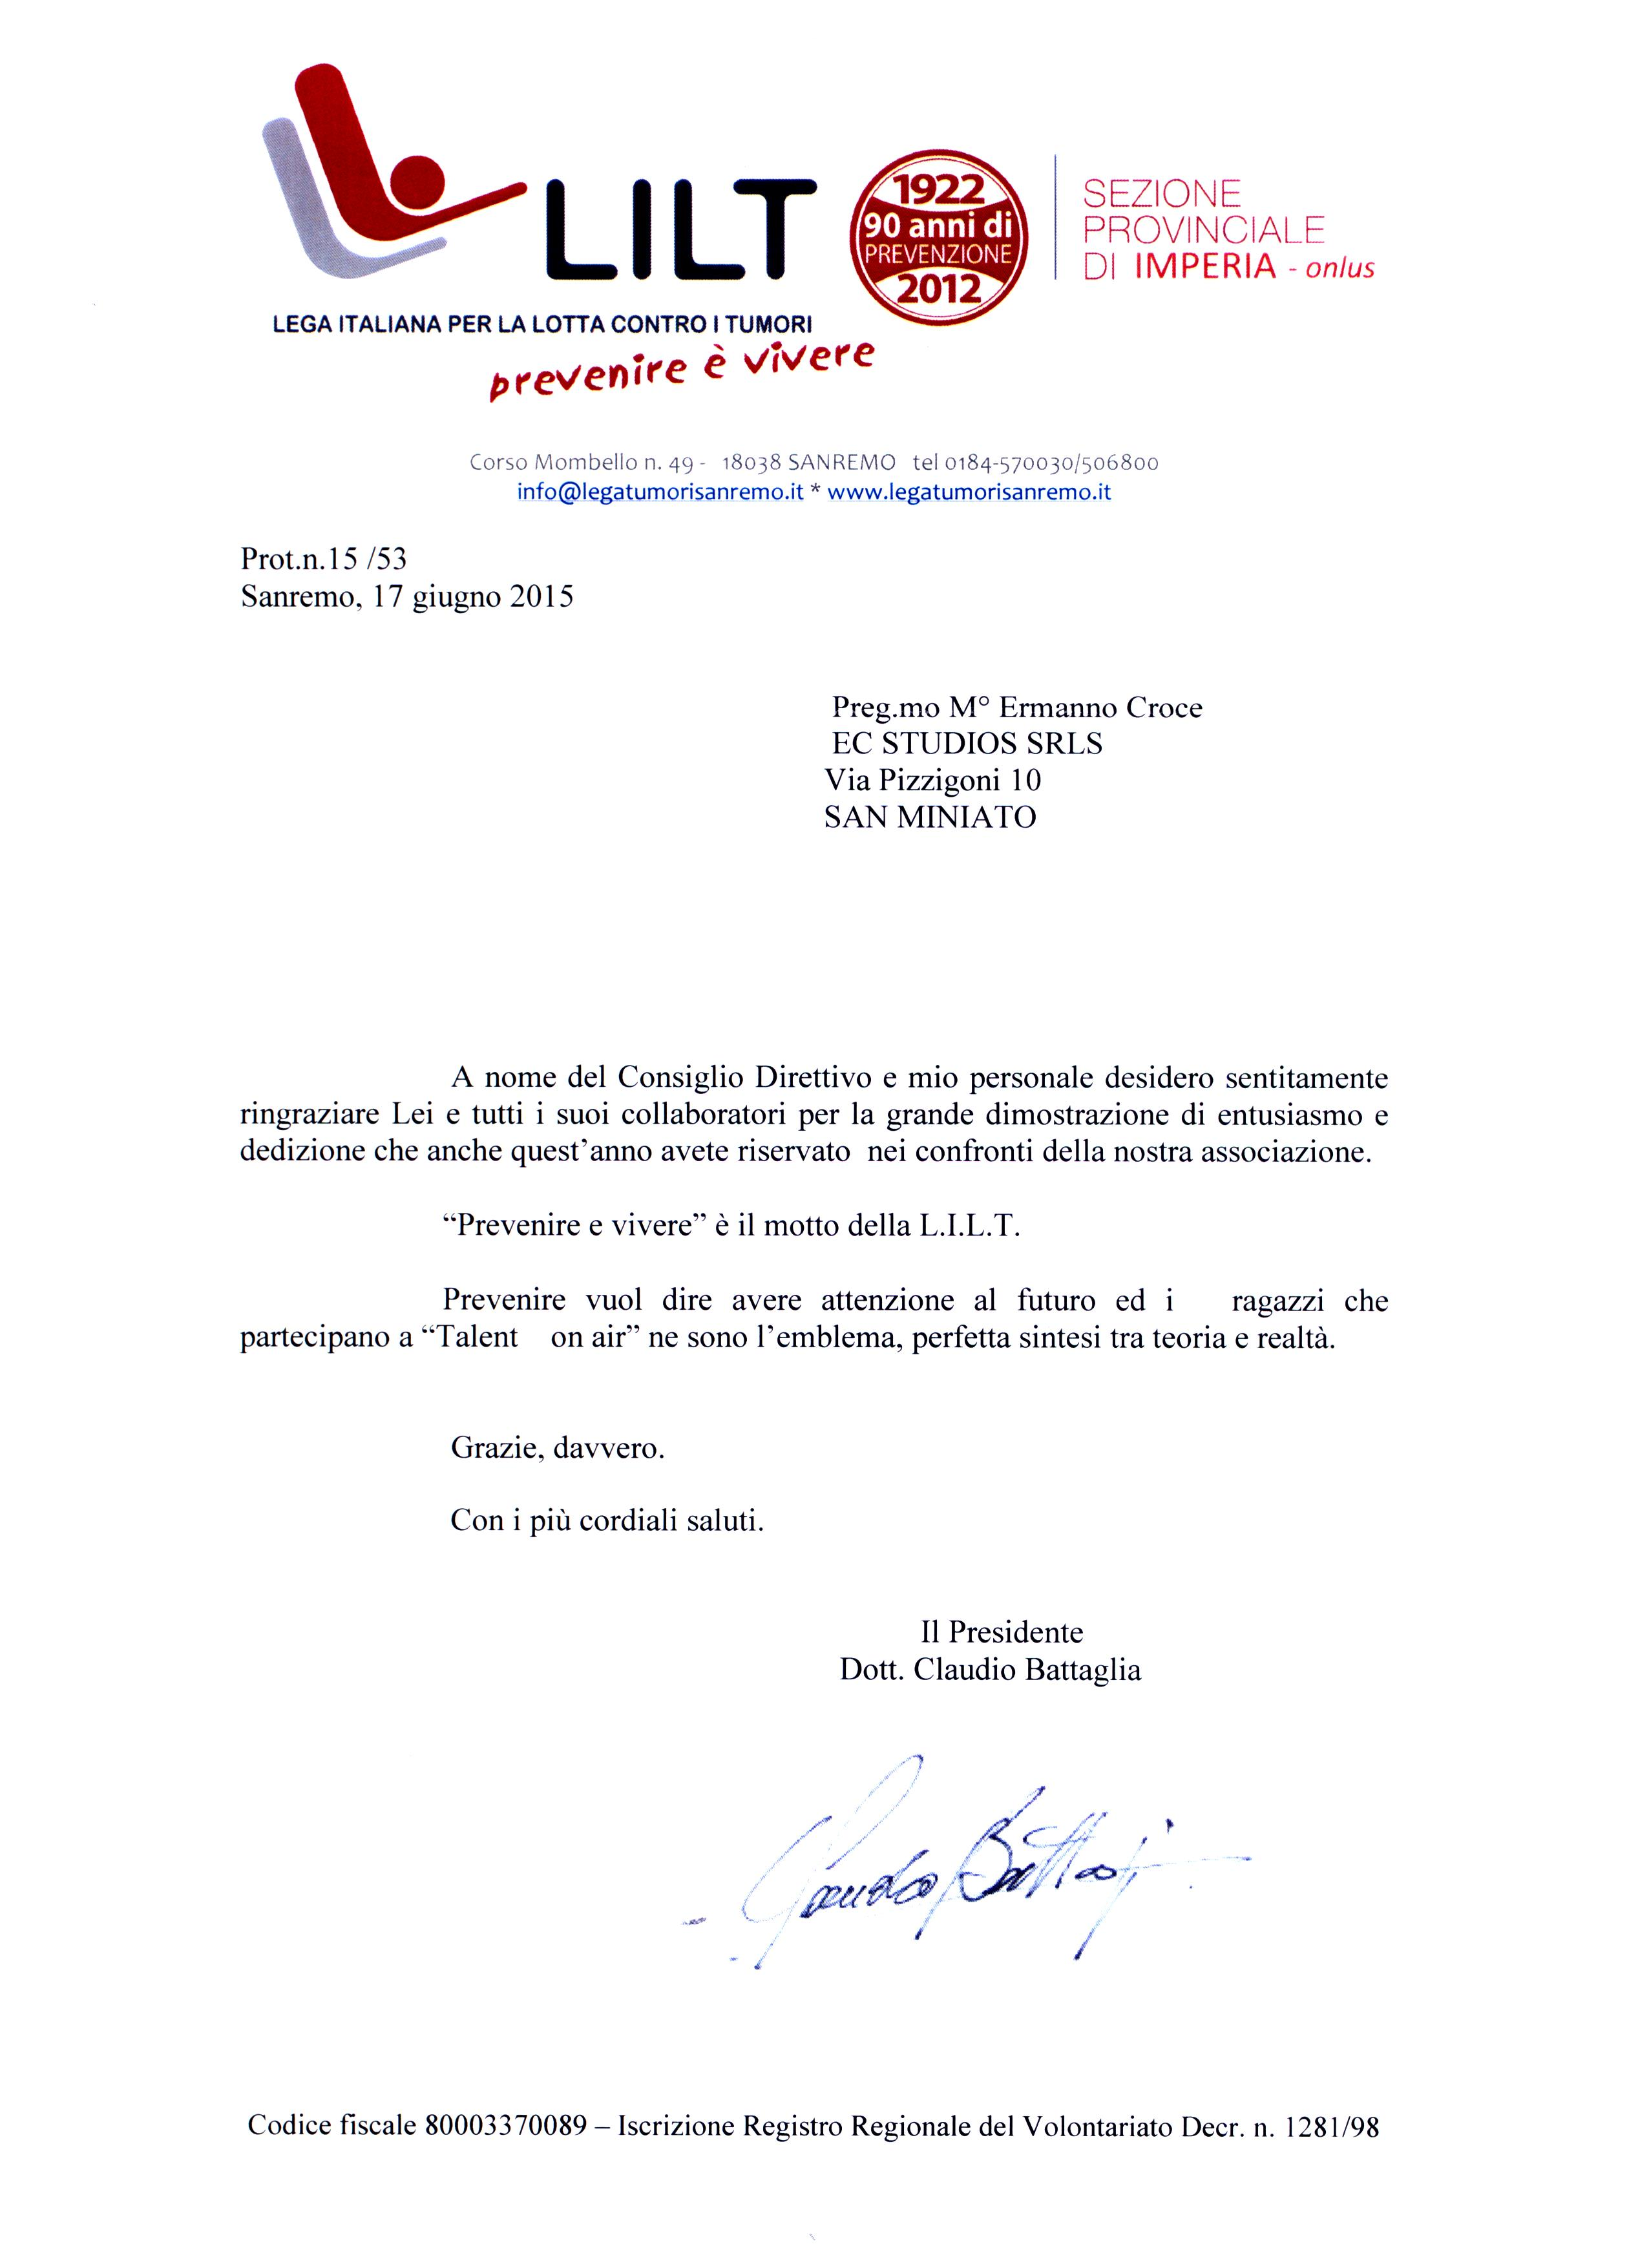 LILT
1922
90 anni di
PREVENZIONE
2012
SEZIONE
PROVINCIALE
DI IMPERIA - onlus
LEGA ITALIANA PER LA LOTTA CONTRO I TUMORI
prevenire è vivere
Corso Mombello n. 49 - 18038 SANREMO tel 0184-570030/506800
info@legatumorisanremo.it * www.legatumorisanremo.it
Prot.n.15 /53
Sanremo, 17 giugno 2015
Preg.mo M° Ermanno Croce
EC STUDIOS SRLS
Via Pizzigoni 10
SAN MINIATO
A nome del Consiglio Direttivo e mio personale desidero sentitamente
ringraziare Lei e tutti i suoi collaboratori per la grande dimostrazione di entusiasmo e
dedizione che anche quest’anno avete riservato nei confronti della nostra associazione.
“Prevenire e vivere” è il motto della L.I.L.T.
Prevenire vuol dire avere attenzione al futuro ed i ragazzi che
partecipano a “Talent on air” ne sono l’emblema, perfetta sintesi tra teoria e realtà.
Grazie, davvero.
Con i più cordiali saluti.
Il Presidente
Dott. Claudio Battaglia
Codice fiscale 80003370089 – Iscrizione Registro Regionale del Volontariato Decr. n. 1281/98